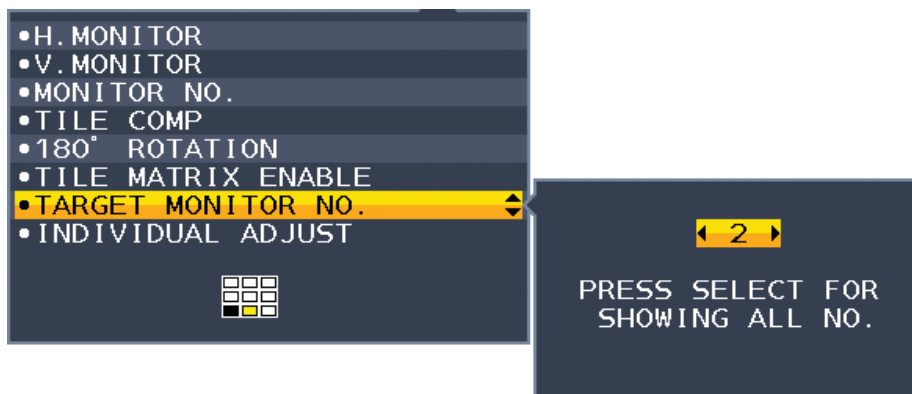 •H.MONITOR
•V.MONITOR
•MONITOR NO.
•TILE COMP
•180° ROTATION
•TILE MATRIX ENABLE
•TARGET MONITOR NO.
•INDIVIDUAL ADJUST
2
PRESS SELECT FOR
SHOWING ALL NO.